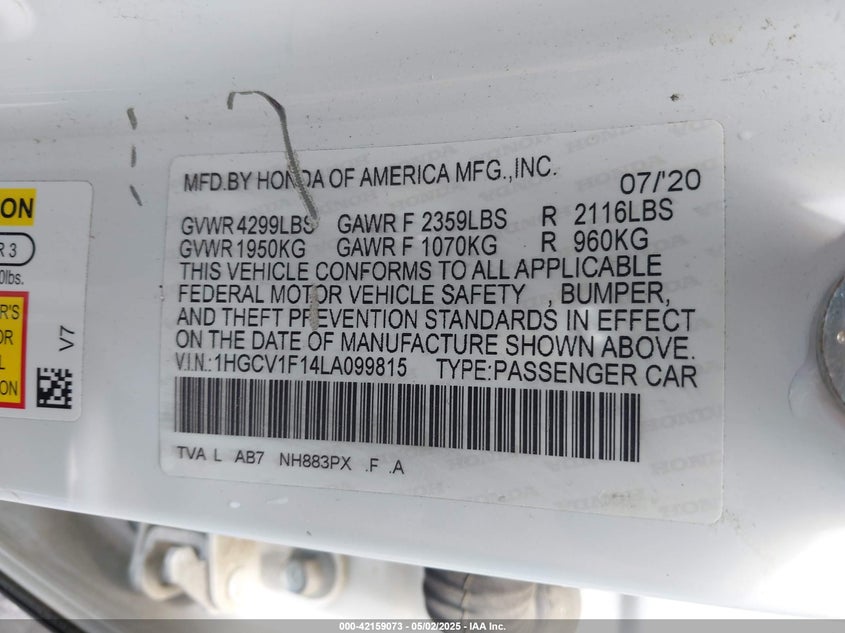 MFD.BY HONDA OF AMERICA MFG.,INC.
07/'20
GVWR 4299LBS GAWR F 2359LBS R 2116LBS
GVWR 1950KG GAWR F 1070KG R 960KG
THIS VEHICLE CONFORMS TO ALL APPLICABLE
FEDERAL MOTOR VEHICLE SAFETY , BUMPER,
AND THEFT PREVENTION STANDARDS IN EFFECT
ON THE DATE OF MANUFACTURE SHOWN ABOVE.
V.I.N.:1HGCV1F14LA099815 TYPE:PASSENGER CAR
TVA L AB7 NH883PX .F .A
R 3
V7
000-42159073 - 05/02/2025 - IAA Inc.